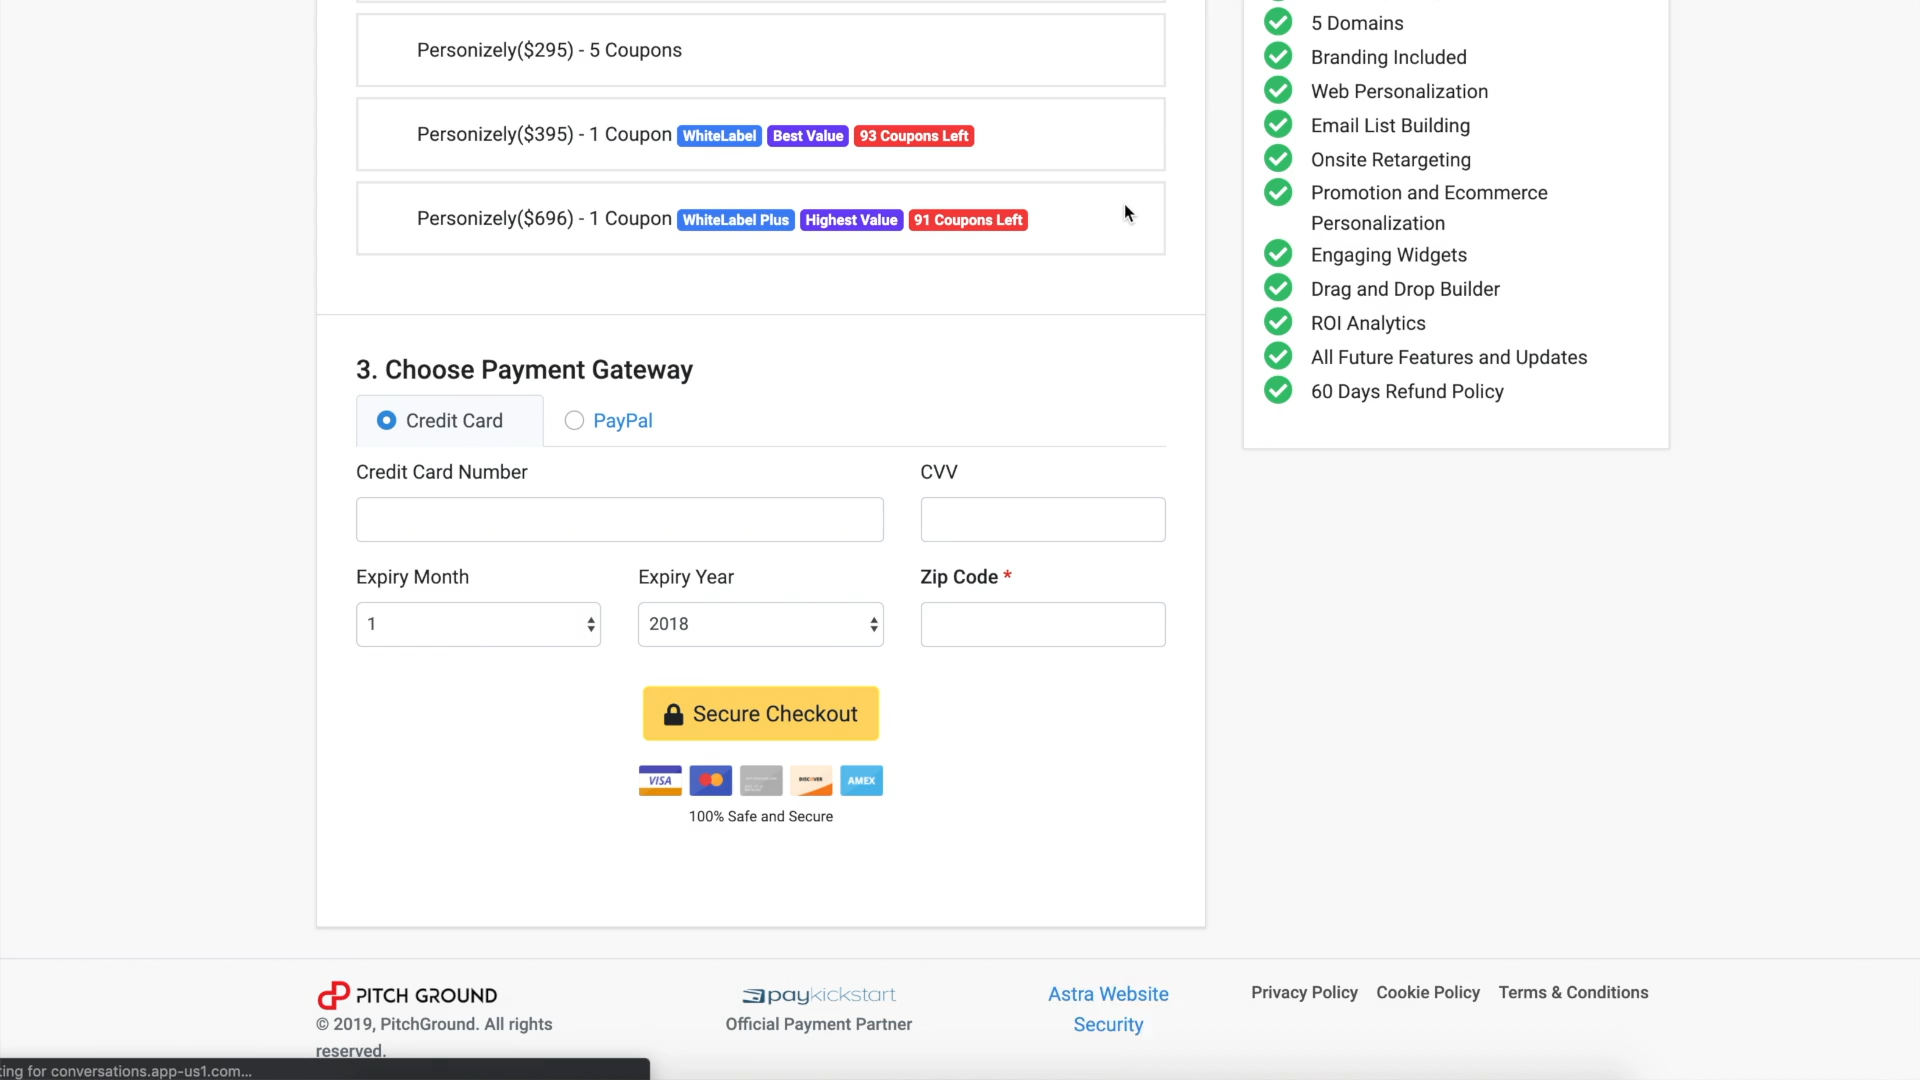 Personizely($295) - 5 Coupons
Personizely($395) - 1 Coupon WhiteLabel Best Value 93 Coupons Left
Personizely($696) - 1 Coupon WhiteLabel Plus Highest Value 91 Coupons Left
3. Choose Payment Gateway
Credit Card PayPal
Credit Card Number CVV
Expiry Month Expiry Year Zip Code *
1 2018
Secure Checkout
VISA DISCOVER AMEX
100% Safe and Secure
5 Domains
Branding Included
Web Personalization
Email List Building
Onsite Retargeting
Promotion and Ecommerce
Personalization
Engaging Widgets
Drag and Drop Builder
ROI Analytics
All Future Features and Updates
60 Days Refund Policy
PITCH GROUND
© 2019, PitchGround. All rights
reserved.
paykickstart
Official Payment Partner
Astra Website
Security
Privacy Policy Cookie Policy Terms & Conditions
ting for conversations.app-us1.com...